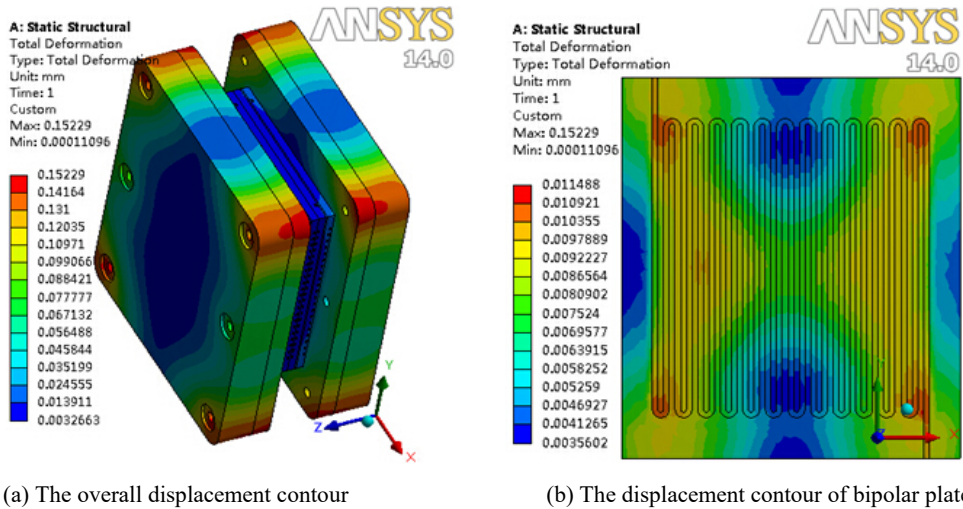 A: Static Structural
Total Deformation
Type: Total Deformation
Unit: mm
Time: 1
Custom
Max: 0.15229
Min: 0.00011096
0.15229
0.14164
0.131
0.12035
0.10971
0.099066
0.088421
0.077777
0.067132
0.056488
0.045844
0.035199
0.024555
0.013911
0.0032663
ANSYS
14.0
Y
Z
X
(a) The overall displacement contour
A: Static Structural
Total Deformation
Type: Total Deformation
Unit: mm
Time: 1
Custom
Max: 0.15229
Min: 0.00011096
0.011488
0.010921
0.010355
0.0097889
0.0092227
0.0086564
0.0080902
0.007524
0.0069577
0.0063915
0.0058252
0.005259
0.0046927
0.0041265
0.0035602
ANSYS
14.0
X
(b) The displacement contour of bipolar plate